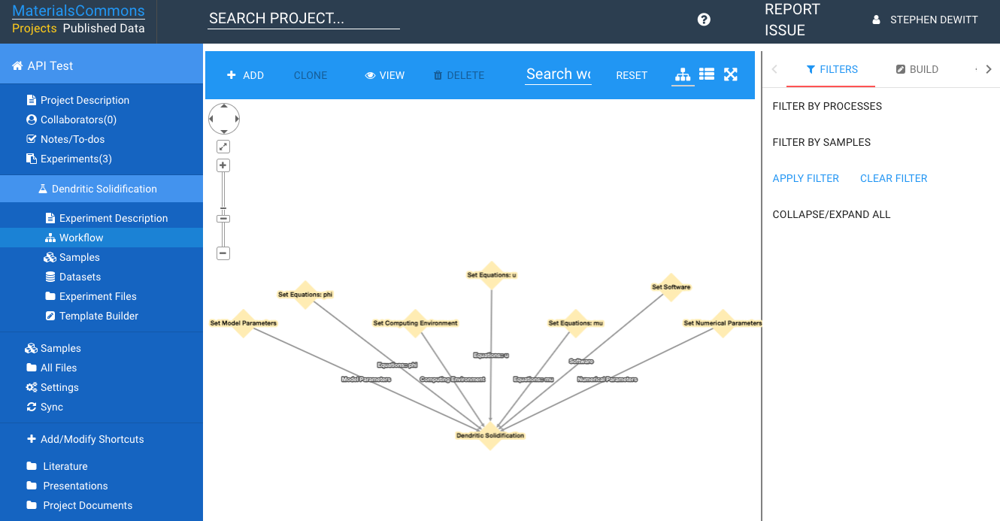 MaterialsCommons
Projects Published Data
SEARCH PROJECT...
REPORT
ISSUE
STEPHEN DEWITT
API Test
Project Description
Collaborators(0)
Notes/To-dos
Experiments(3)
Dendritic Solidification
Experiment Description
Workflow
Samples
Datasets
Experiment Files
Template Builder
Samples
All Files
Settings
Sync
Add/Modify Shortcuts
Literature
Presentations
Project Documents
ADD CLONE VIEW DELETE Search wo RESET
Set Equations: u
Set Equations: phi
Set Software
Set Model Parameters
Set Computing Environment
Set Equations: mu
Set Numerical Parameters
Equations: u
Equations: phi
Software
Model Parameters
Computing Environment
Equations: mu
Numerical Parameters
Dendritic Solidification
FILTERS BUILD
FILTER BY PROCESSES
FILTER BY SAMPLES
APPLY FILTER CLEAR FILTER
COLLAPSE/EXPAND ALL